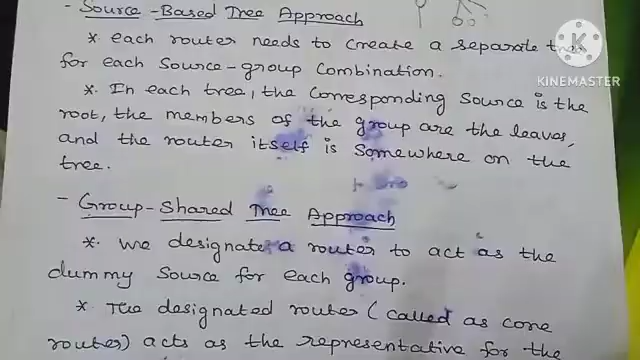 - Source-Based Tree Approach
* each router needs to create a separate tree
for each source-group combination.
* In each tree, the corresponding source is the
root, the members of the group are the leaves,
and the router itself is somewhere on the
tree.
- Group-Shared Tree Approach
* we designate a router to act as the
dummy source for each group.
* The designated router (called as core
router) acts as the representative for the
KINEMASTER